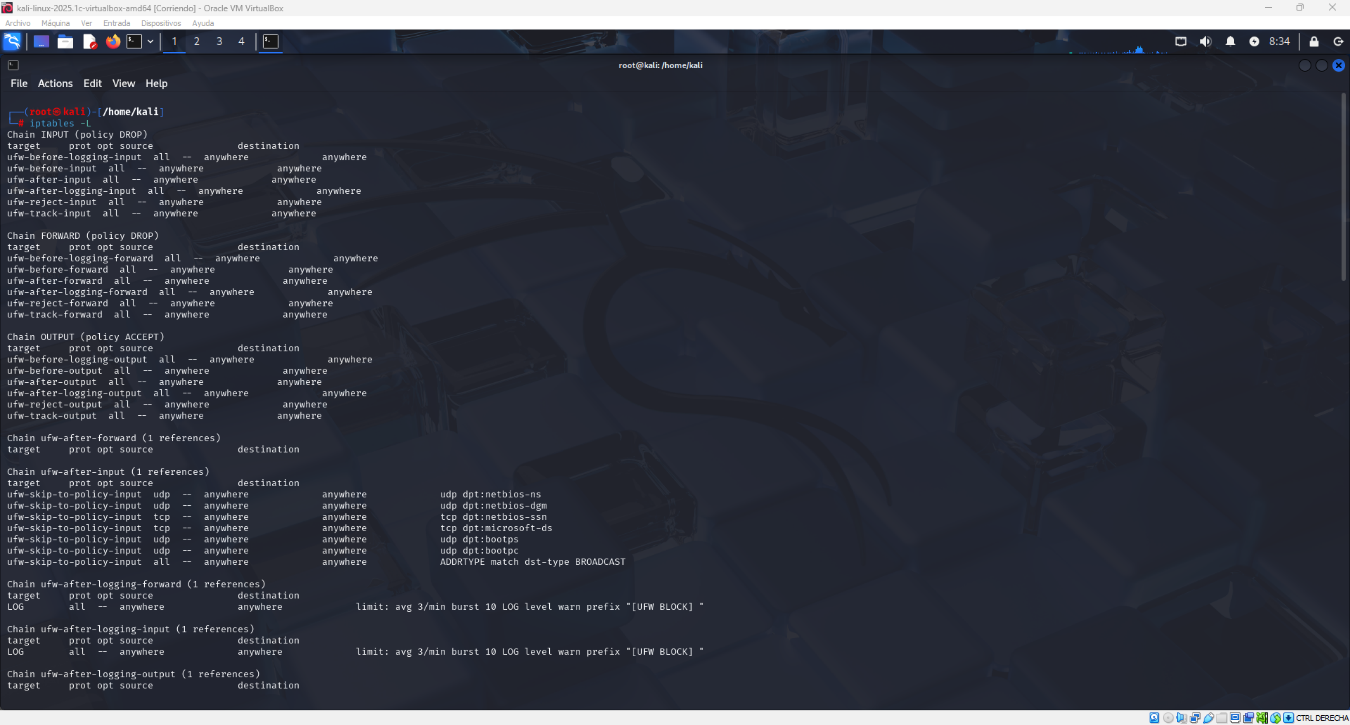 kali-linux-2025.1c-virtualbox-amd64 [Corriendo] - Oracle VM VirtualBox
Archivo Máquina Ver Entrada Dispositivos Ayuda
1 2 3 4 8:34
root@kali: /home/kali
File Actions Edit View Help
┌──(root㉿kali)-[/home/kali]
└─# iptables -L
Chain INPUT (policy DROP)
target     prot opt source               destination
ufw-before-logging-input  all  --  anywhere             anywhere
ufw-before-input  all  --  anywhere             anywhere
ufw-after-input  all  --  anywhere             anywhere
ufw-after-logging-input  all  --  anywhere             anywhere
ufw-reject-input  all  --  anywhere             anywhere
ufw-track-input  all  --  anywhere             anywhere

Chain FORWARD (policy DROP)
target     prot opt source               destination
ufw-before-logging-forward  all  --  anywhere             anywhere
ufw-before-forward  all  --  anywhere             anywhere
ufw-after-forward  all  --  anywhere             anywhere
ufw-after-logging-forward  all  --  anywhere             anywhere
ufw-reject-forward  all  --  anywhere             anywhere
ufw-track-forward  all  --  anywhere             anywhere

Chain OUTPUT (policy ACCEPT)
target     prot opt source               destination
ufw-before-logging-output  all  --  anywhere             anywhere
ufw-before-output  all  --  anywhere             anywhere
ufw-after-output  all  --  anywhere             anywhere
ufw-after-logging-output  all  --  anywhere             anywhere
ufw-reject-output  all  --  anywhere             anywhere
ufw-track-output  all  --  anywhere             anywhere

Chain ufw-after-forward (1 references)
target     prot opt source               destination

Chain ufw-after-input (1 references)
target     prot opt source               destination
ufw-skip-to-policy-input  udp  --  anywhere             anywhere             udp dpt:netbios-ns
ufw-skip-to-policy-input  udp  --  anywhere             anywhere             udp dpt:netbios-dgm
ufw-skip-to-policy-input  tcp  --  anywhere             anywhere             tcp dpt:netbios-ssn
ufw-skip-to-policy-input  tcp  --  anywhere             anywhere             tcp dpt:microsoft-ds
ufw-skip-to-policy-input  udp  --  anywhere             anywhere             udp dpt:bootps
ufw-skip-to-policy-input  udp  --  anywhere             anywhere             udp dpt:bootpc
ufw-skip-to-policy-input  all  --  anywhere             anywhere             ADDRTYPE match dst-type BROADCAST

Chain ufw-after-logging-forward (1 references)
target     prot opt source               destination
LOG        all  --  anywhere             anywhere             limit: avg 3/min burst 10 LOG level warn prefix "[UFW BLOCK] "

Chain ufw-after-logging-input (1 references)
target     prot opt source               destination
LOG        all  --  anywhere             anywhere             limit: avg 3/min burst 10 LOG level warn prefix "[UFW BLOCK] "

Chain ufw-after-logging-output (1 references)
target     prot opt source               destination
CTRL DERECHA